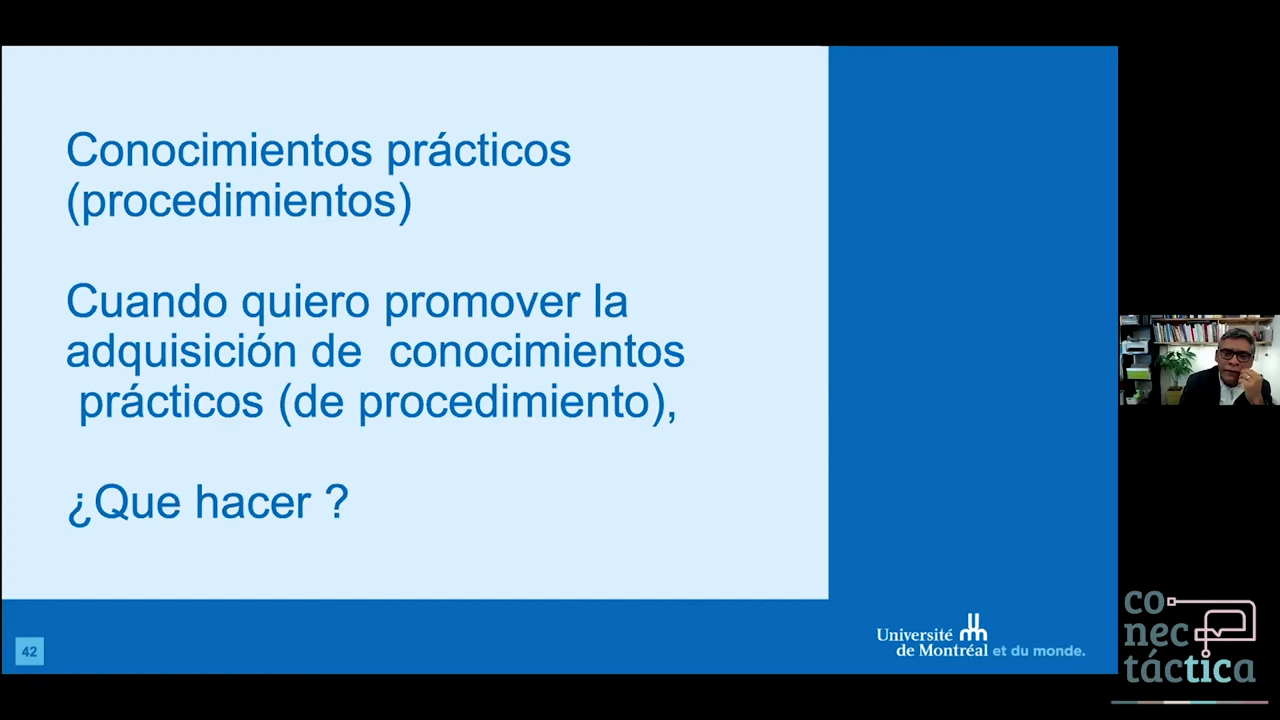 Conocimientos prácticos
(procedimientos)
Cuando quiero promover la
adquisición de conocimientos
prácticos (de procedimiento),
¿Que hacer ?
42
Université
de Montréal et du monde.
co
nec
táctica